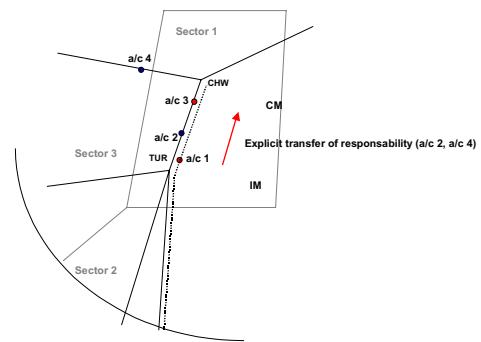 Sector 1
a/c 4
CHW
a/c 3
CM
a/c 2
Explicit transfer of responsability (a/c 2, a/c 4)
Sector 3
TUR
a/c 1
IM
Sector 2